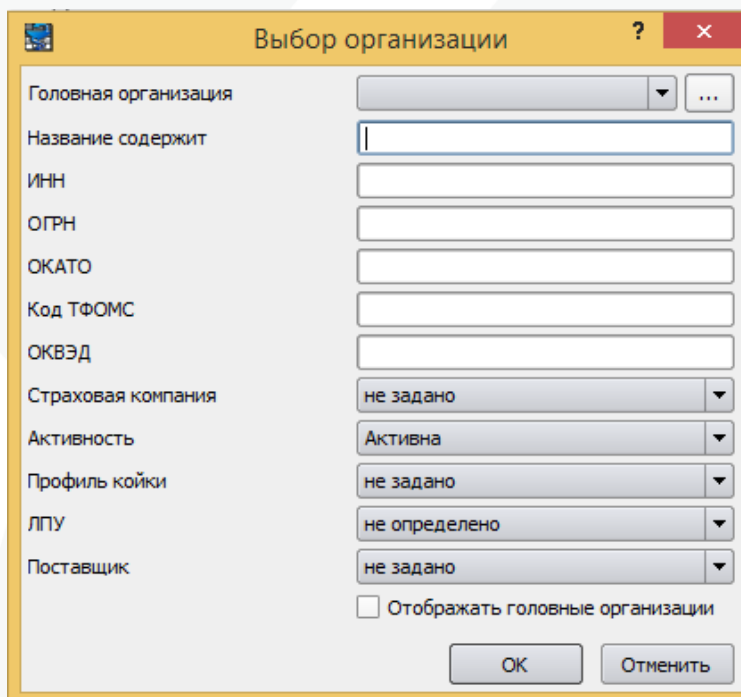 Выбор организации ? ×
Головная организация ...
Название содержит
ИНН
ОГРН
ОКАТО
Код ТФОМС
ОКВЭД
Страховая компания не задано
Активность Активна
Профиль койки не задано
ЛПУ не определено
Поставщик не задано
Отображать головные организации
ОК Отменить